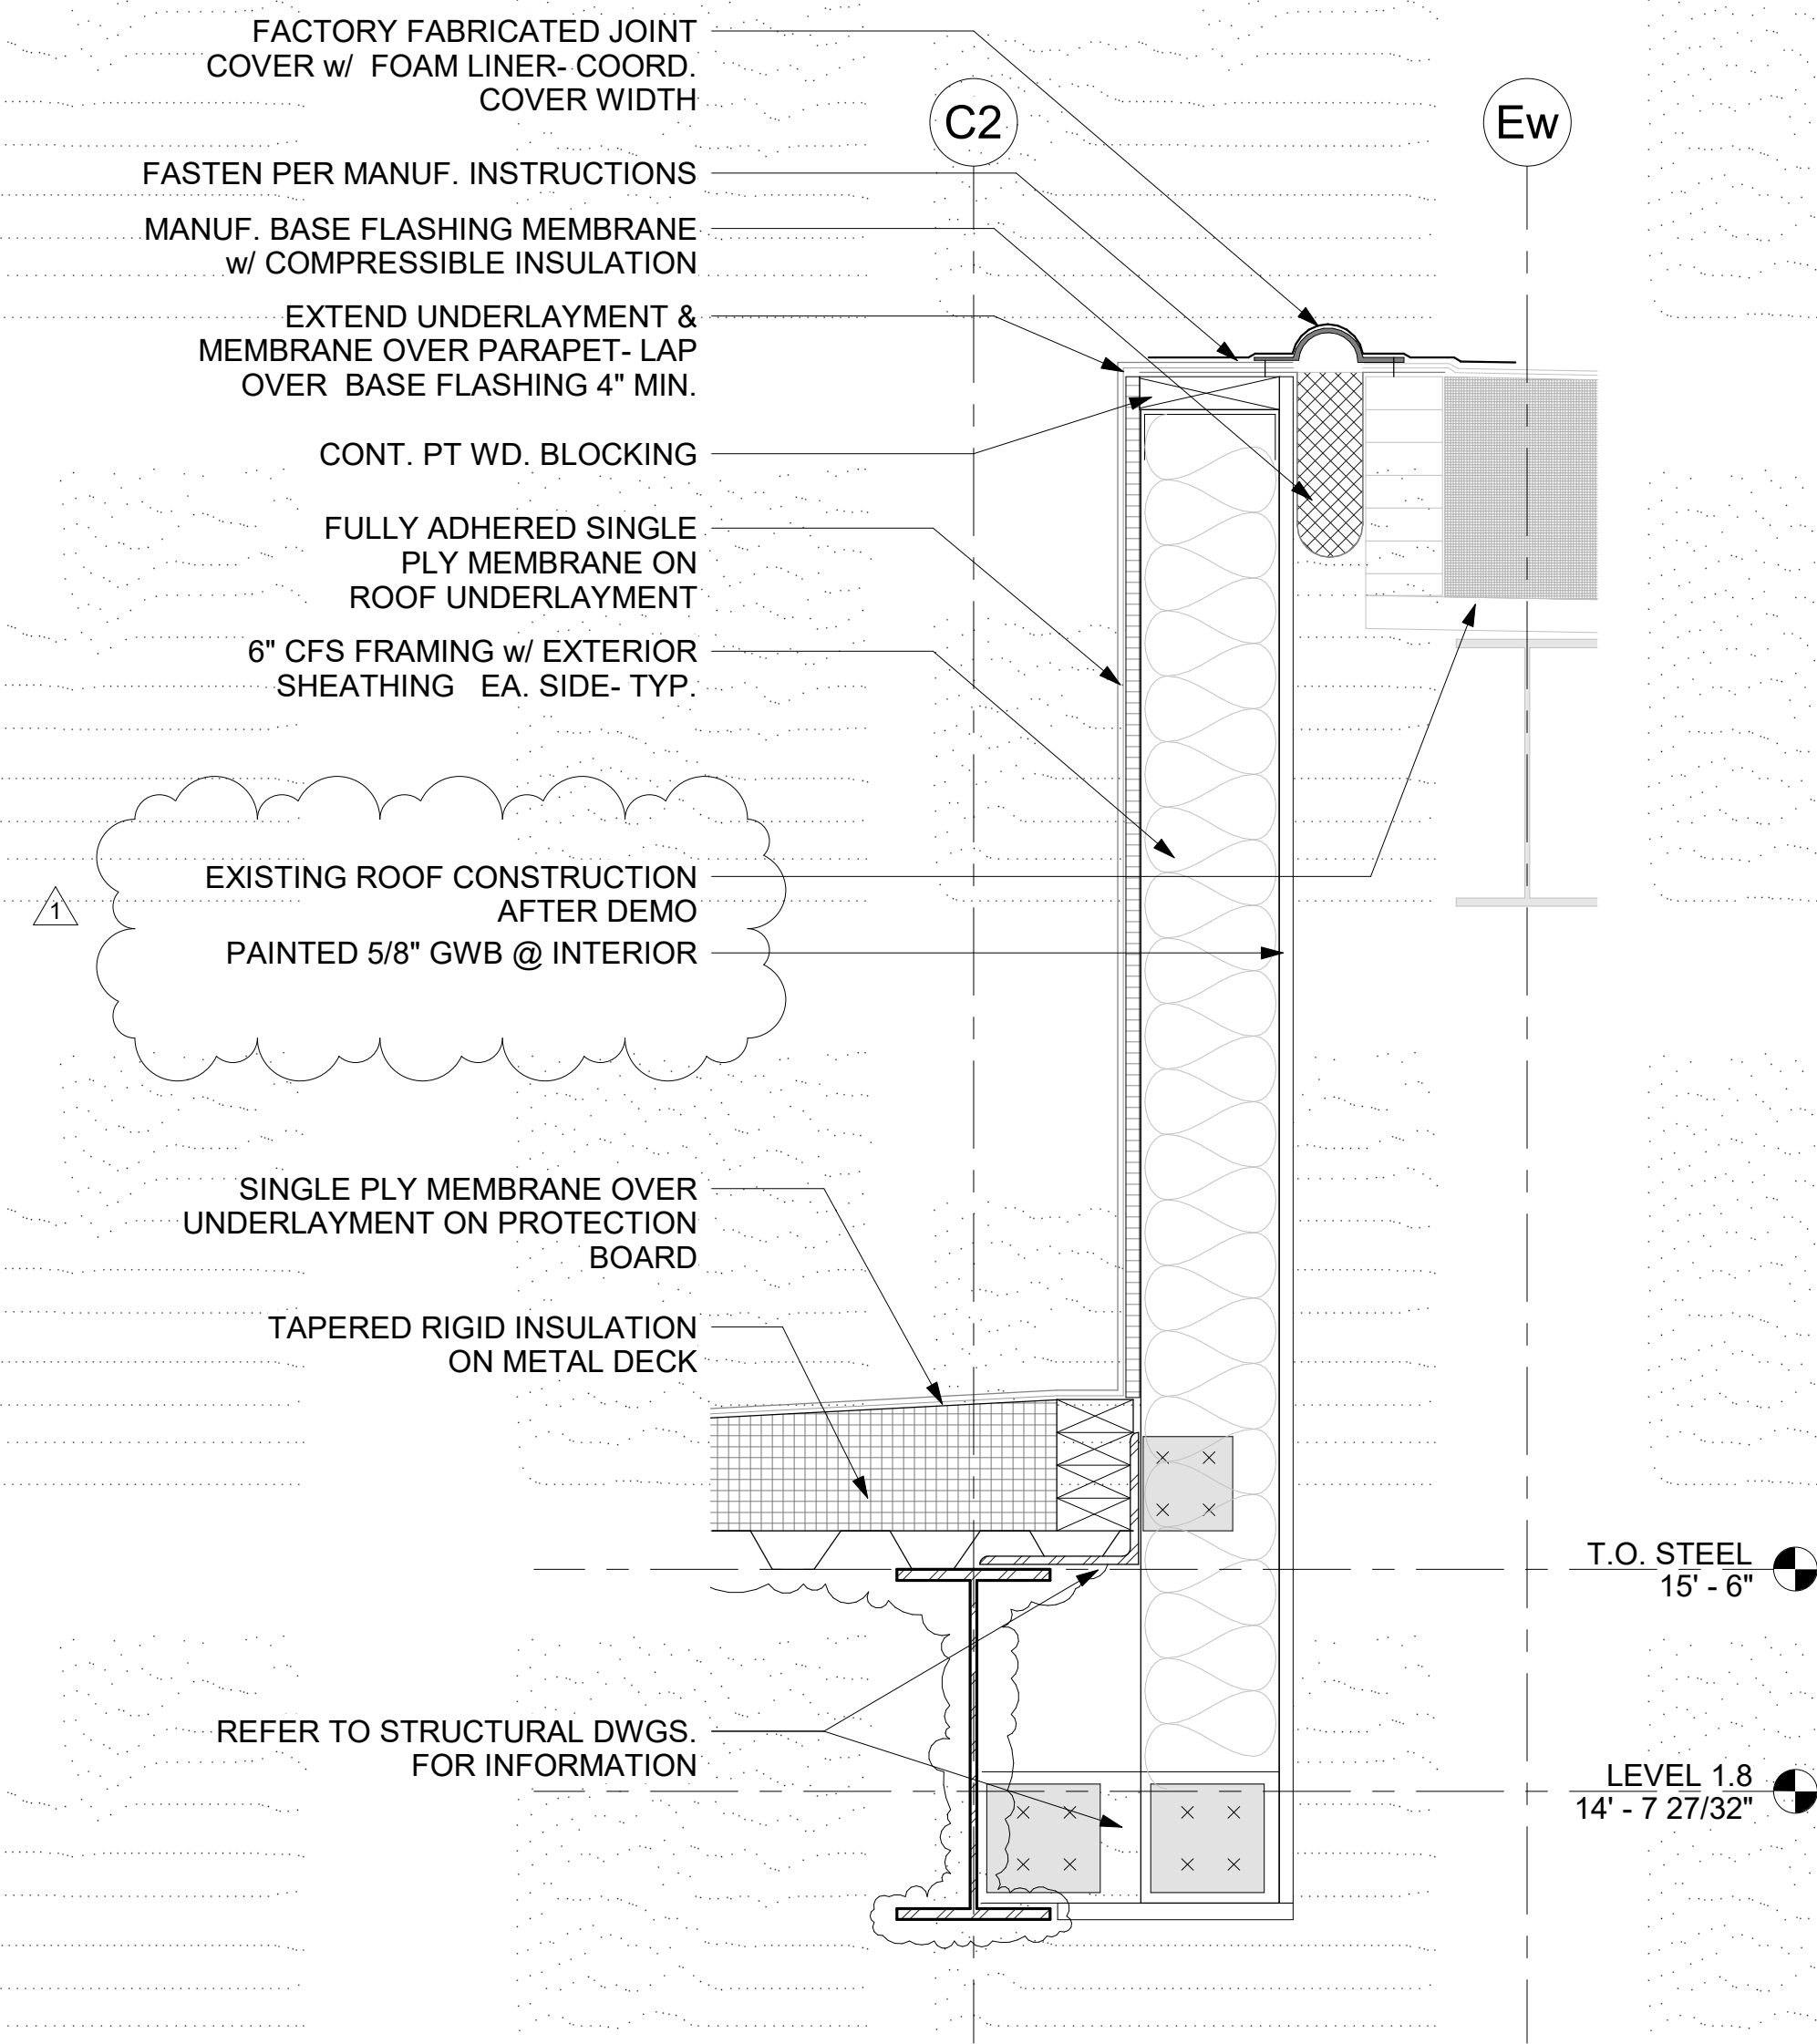 FACTORY FABRICATED JOINT
COVER w/ FOAM LINER- COORD.
COVER WIDTH
C2
Ew
FASTEN PER MANUF. INSTRUCTIONS
MANUF. BASE FLASHING MEMBRANE
w/ COMPRESSIBLE INSULATION
EXTEND UNDERLAYMENT &
MEMBRANE OVER PARAPET- LAP
OVER BASE FLASHING 4" MIN.
CONT. PT WD. BLOCKING
FULLY ADHERED SINGLE
PLY MEMBRANE ON
ROOF UNDERLAYMENT
6" CFS FRAMING w/ EXTERIOR
SHEATHING EA. SIDE- TYP.
EXISTING ROOF CONSTRUCTION
AFTER DEMO
1
PAINTED 5/8" GWB @ INTERIOR
SINGLE PLY MEMBRANE OVER
UNDERLAYMENT ON PROTECTION
BOARD
TAPERED RIGID INSULATION
ON METAL DECK
T.O. STEEL
15' - 6"
REFER TO STRUCTURAL DWGS.
FOR INFORMATION
LEVEL 1.8
14' - 7 27/32"